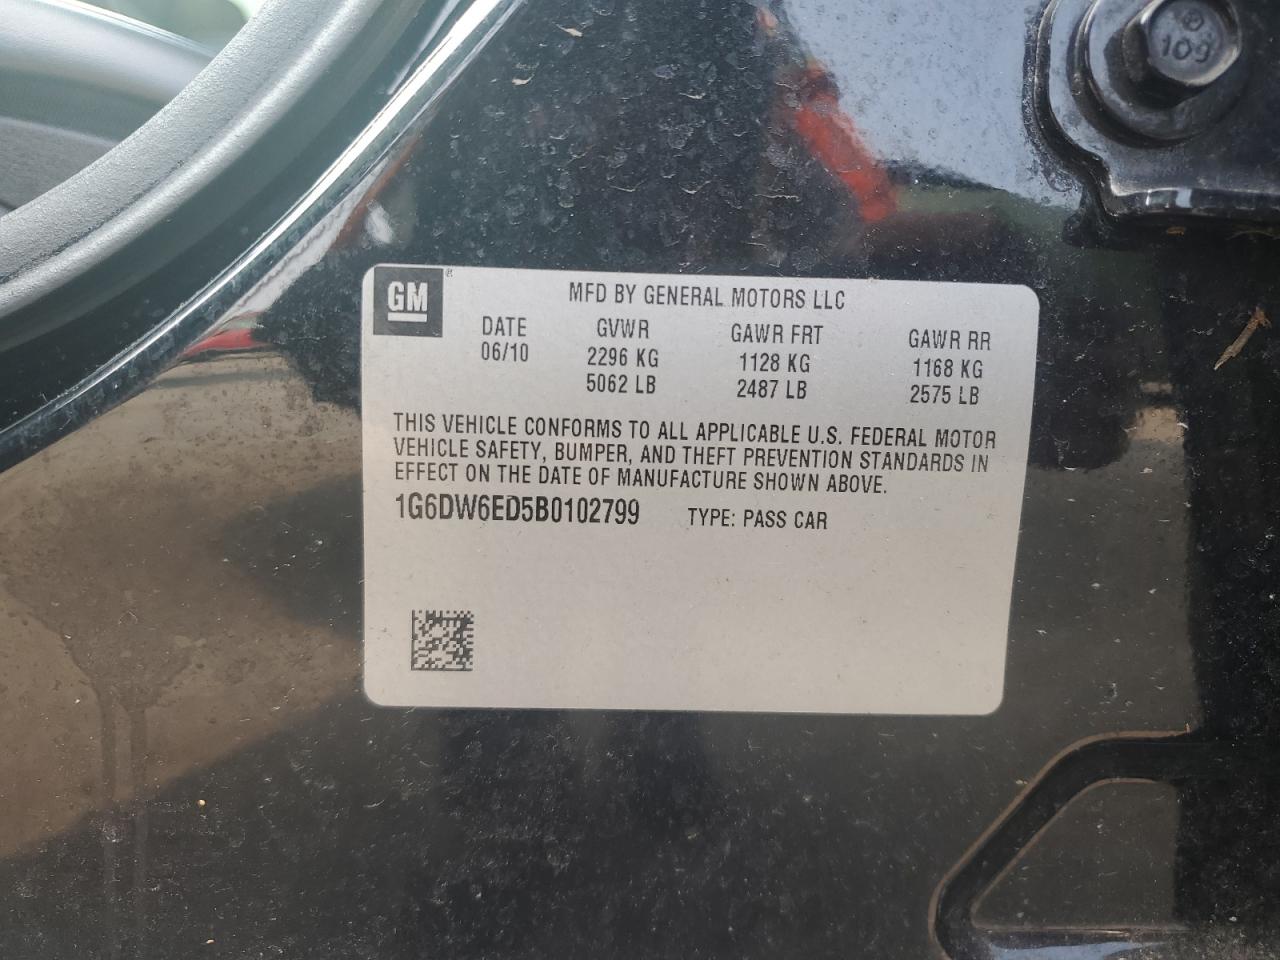 109
GM ®
MFD BY GENERAL MOTORS LLC
DATE GVWR GAWR FRT GAWR RR
06/10 2296 KG 1128 KG 1168 KG
5062 LB 2487 LB 2575 LB
THIS VEHICLE CONFORMS TO ALL APPLICABLE U.S. FEDERAL MOTOR
VEHICLE SAFETY, BUMPER, AND THEFT PREVENTION STANDARDS IN
EFFECT ON THE DATE OF MANUFACTURE SHOWN ABOVE.
1G6DW6ED5B0102799 TYPE: PASS CAR